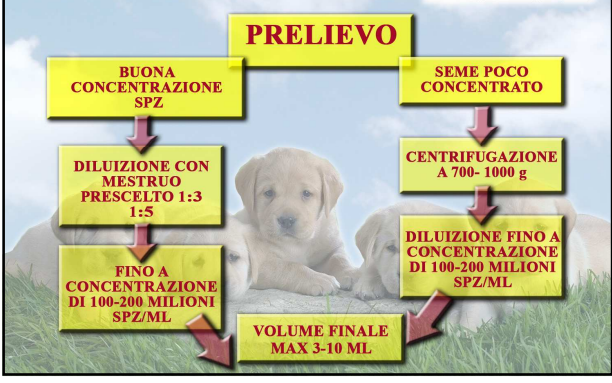 PRELIEVO
BUONA
CONCENTRAZIONE
SPZ
DILUIZIONE CON
MESTRUO
PRESCELTO 1:3
1:5
FINO A
CONCENTRAZIONE
DI 100-200 MILIONI
SPZ/ML
SEME POCO
CONCENTRATO
CENTRIFUGAZIONE
A 700- 1000 g
DILUIZIONE FINO A
CONCENTRAZIONE
DI 100-200 MILIONI
SPZ/ML
VOLUME FINALE
MAX 3-10 ML